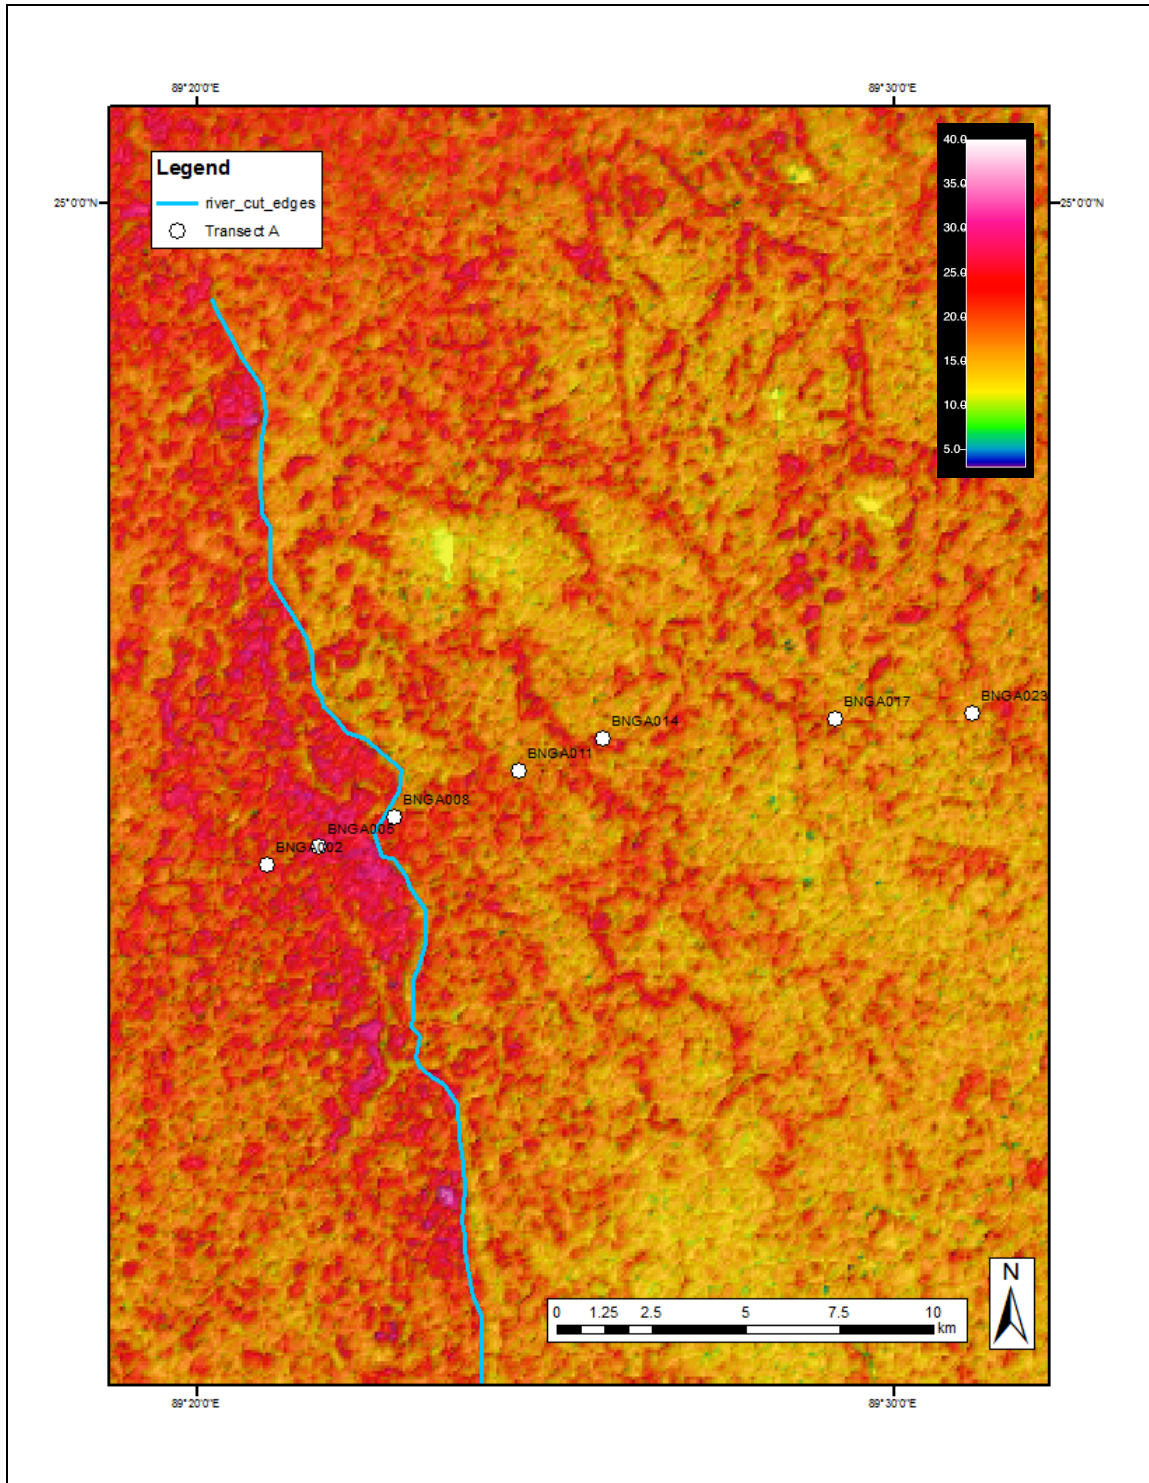 89°20'0"E 89°30'0"E
40.0
Legend
35.0
river_cut_edges
25°0'0"N 25°0'0"N
Transect A
30.0
25.0
20.0
15.0
10.0
5.0
BNGA023
BNGA017
BNGA014
BNGA011
BNGA008
BNGA005
BNGA002
N
0 1.25 2.5 5 7.5 10
km
89°20'0"E 89°30'0"E